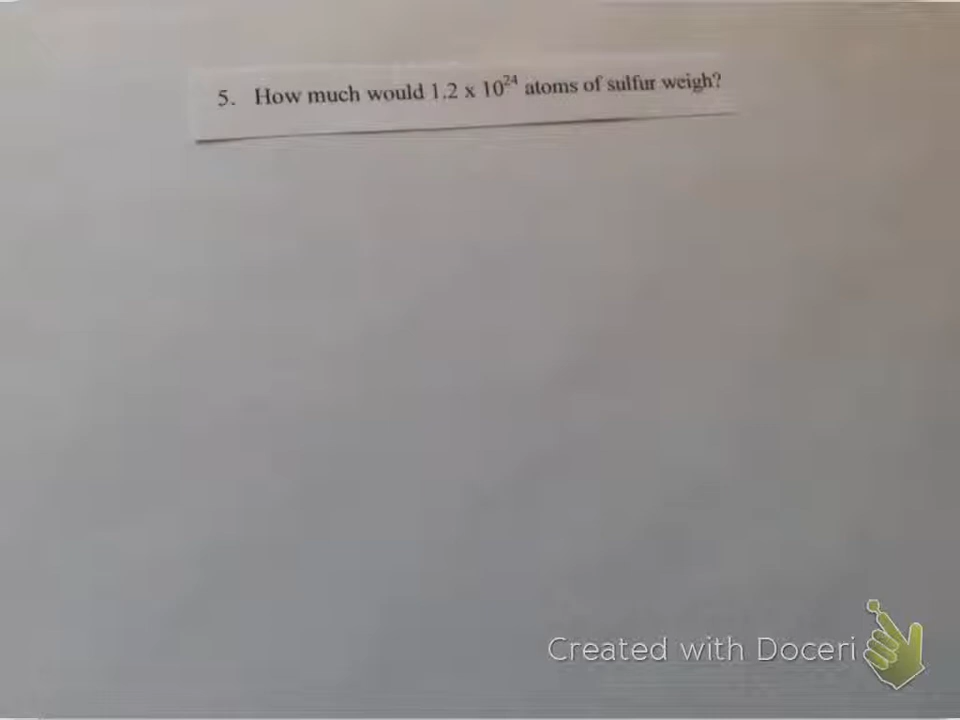 5. How much would 1.2 x 10²⁴ atoms of sulfur weigh?
Created with Doceri